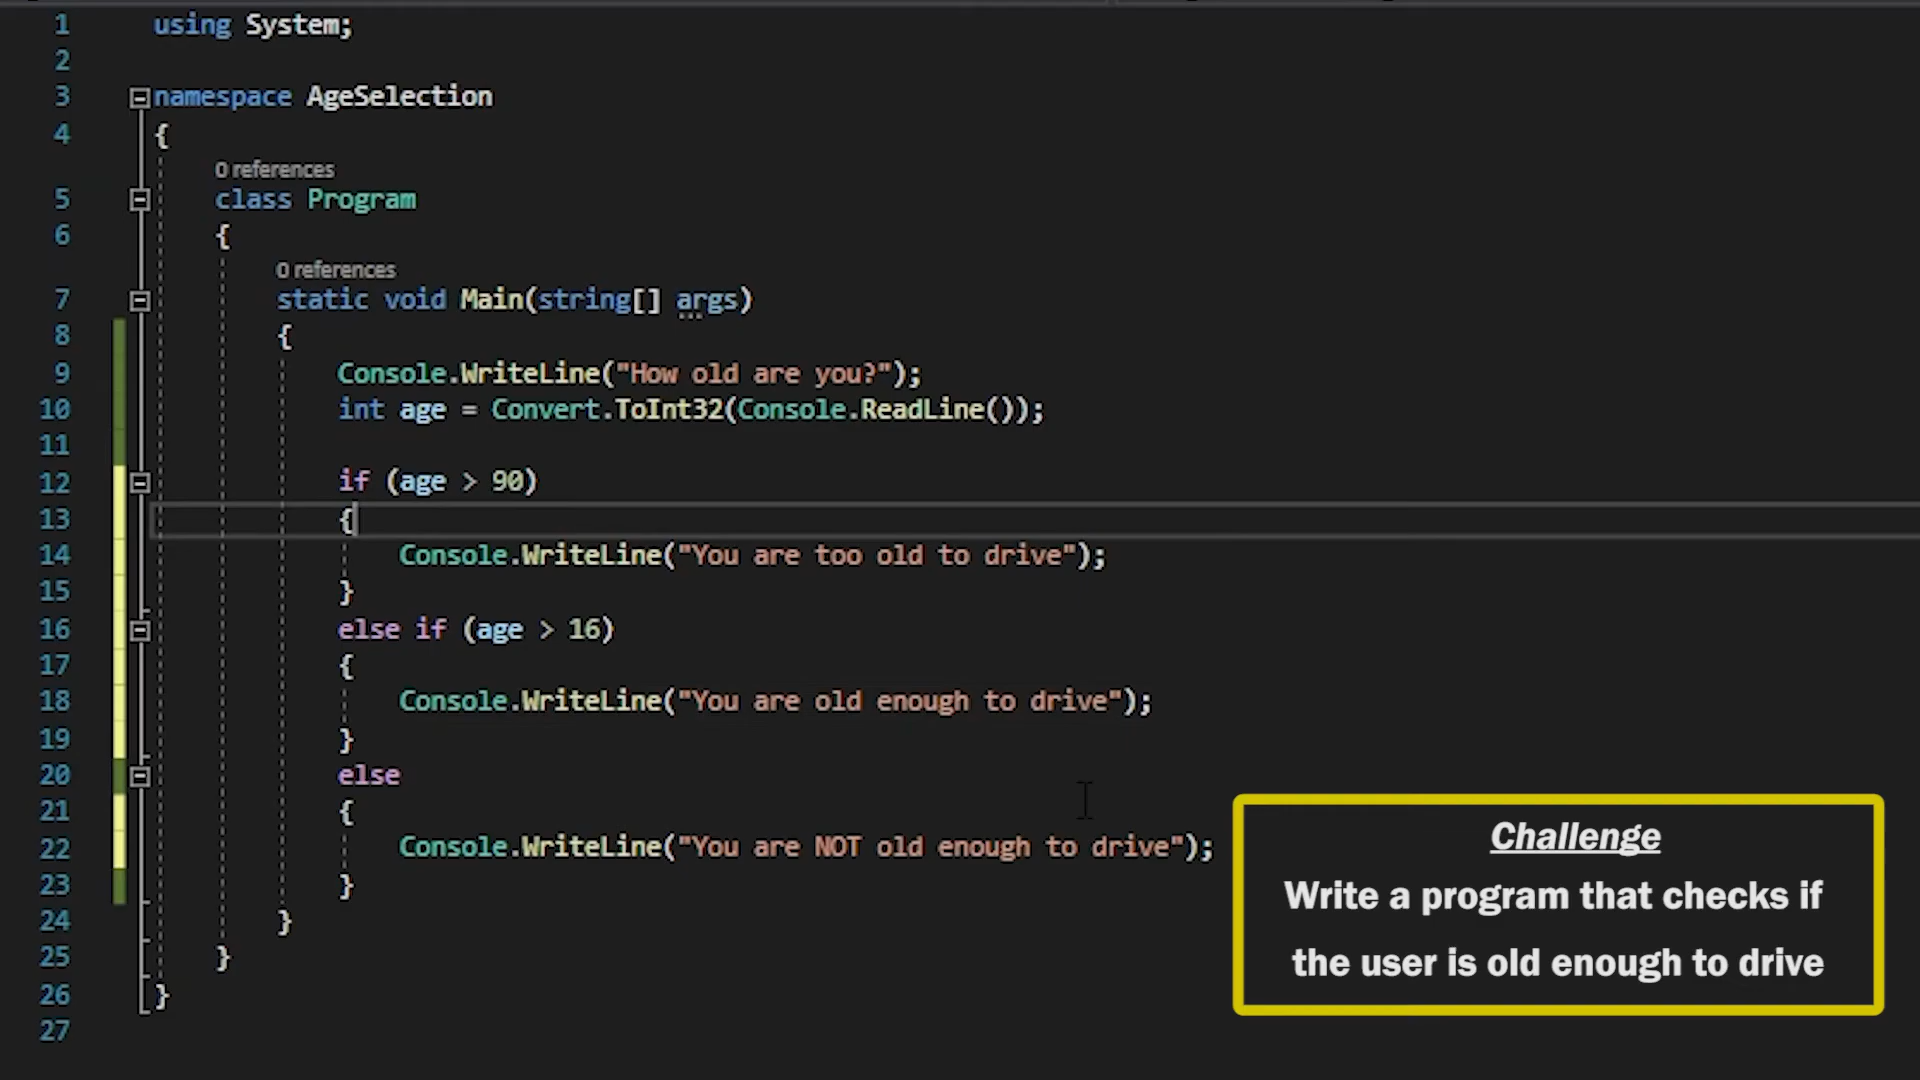 1 using System;
2
3 namespace AgeSelection
4 {
0 references
5 class Program
6 {
0 references
7 static void Main(string[] args)
8 {
9 Console.WriteLine("How old are you?");
10 int age = Convert.ToInt32(Console.ReadLine());
11
12 if (age > 90)
13 {
14 Console.WriteLine("You are too old to drive");
15 }
16 else if (age > 16)
17 {
18 Console.WriteLine("You are old enough to drive");
19 }
20 else
21 {
22 Console.WriteLine("You are NOT old enough to drive");
23 }
24 }
25 }
26 }
27
Challenge
Write a program that checks if
the user is old enough to drive